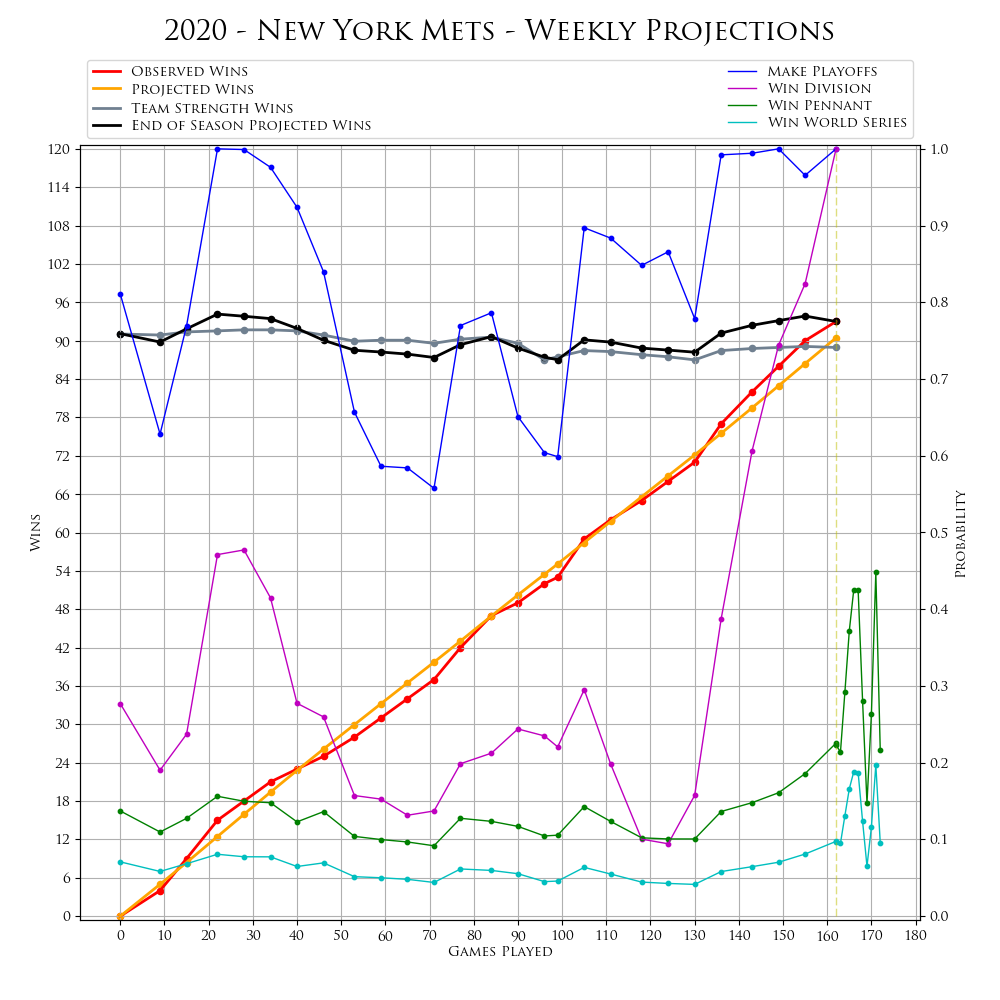 2020 - New York Mets - Weekly Projections
Observed Wins
Projected Wins
Team Strength Wins
End of Season Projected Wins
Make Playoffs
Win Division
Win Pennant
Win World Series
120
114
108
102
96
90
84
78
72
66
60
54
48
42
36
30
24
18
12
6
0
Wins
1.0
0.9
0.8
0.7
0.6
0.5
0.4
0.3
0.2
0.1
0.0
Probability
0 10 20 30 40 50 60 70 80 90 100 110 120 130 140 150 160 170 180
Games Played